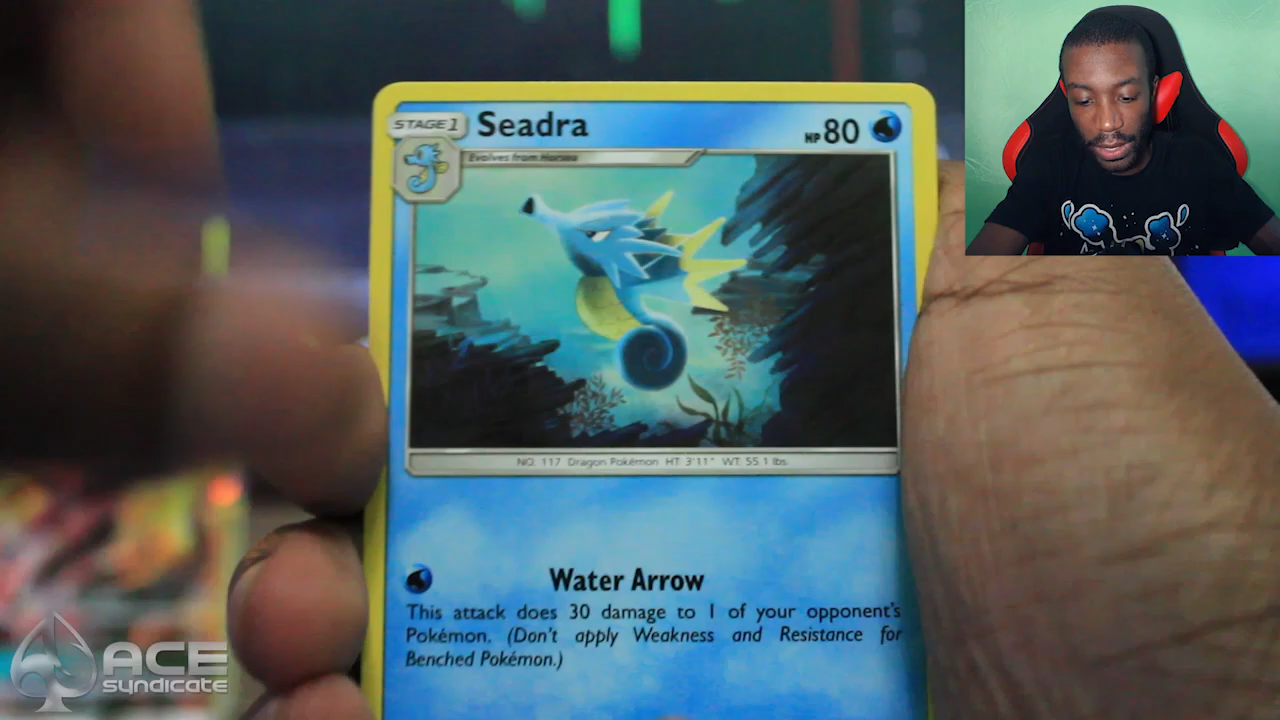 STAGE 1 Seadra HP 80
Evolves from Horsea
NO. 117 Dragon Pokémon HT: 3'11" WT: 55.1 lbs.
Water Arrow
This attack does 30 damage to 1 of your opponent's
Pokémon. (Don't apply Weakness and Resistance for
Benched Pokémon.)
ACE
syndicate